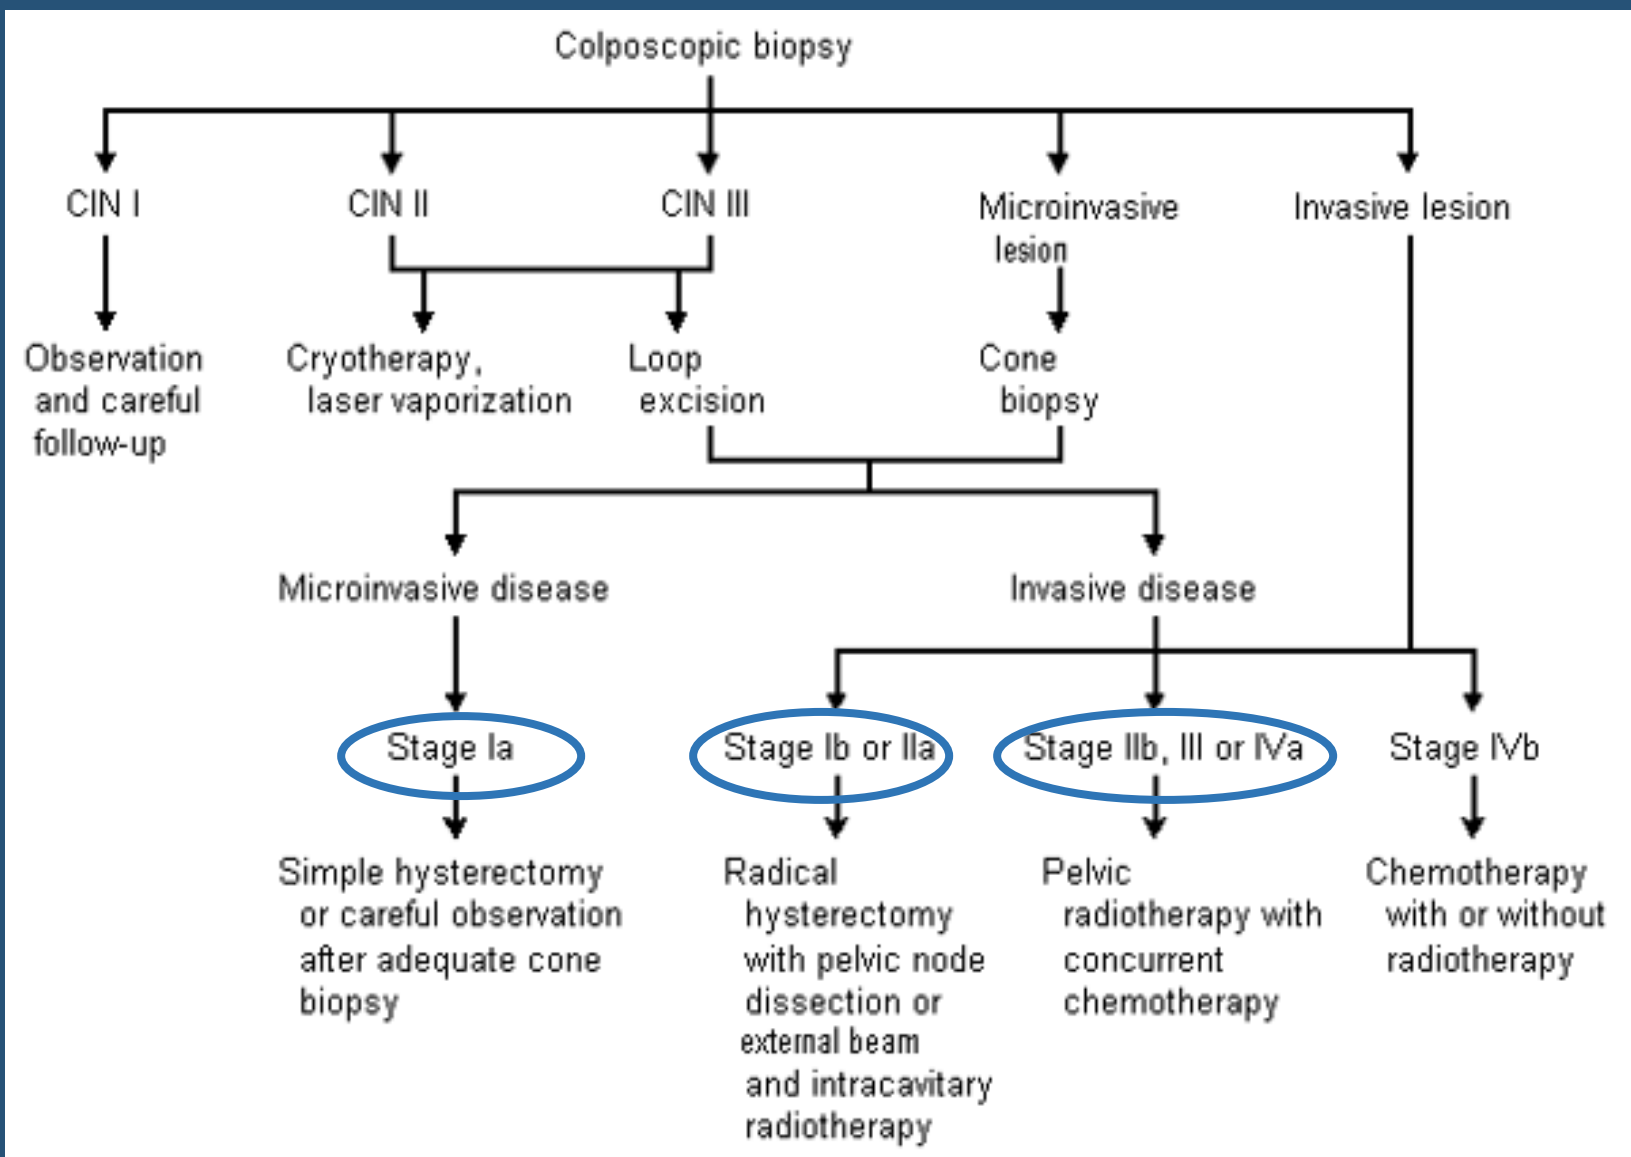 Colposcopic biopsy
CIN I
CIN II
CIN III
Microinvasive
lesion
Invasive lesion
Observation
and careful
follow-up
Cryotherapy,
laser vaporization
Loop
excision
Cone
biopsy
Microinvasive disease
Invasive disease
Stage Ia
Stage Ib or IIa
Stage IIb, III or IVa
Stage IVb
Simple hysterectomy
or careful observation
after adequate cone
biopsy
Radical
hysterectomy
with pelvic node
dissection or
external beam
and intracavitary
radiotherapy
Pelvic
radiotherapy with
concurrent
chemotherapy
Chemotherapy
with or without
radiotherapy